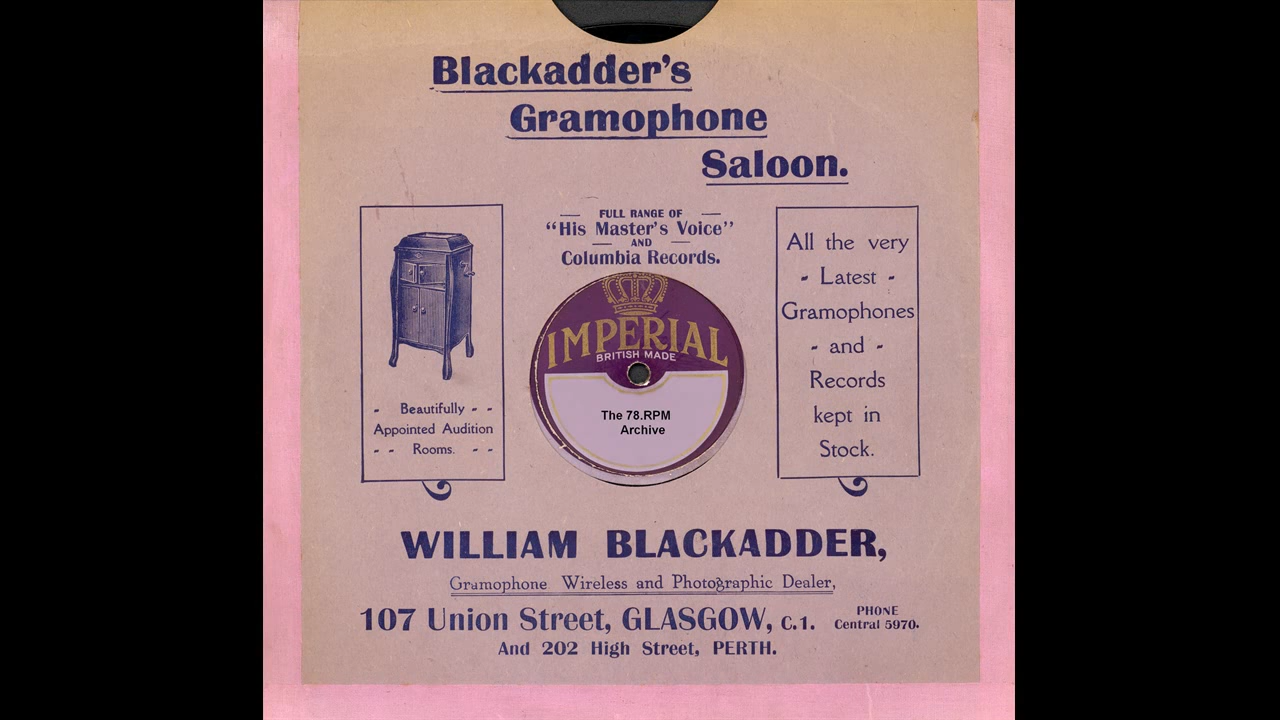 Blackadder's
Gramophone
Saloon.
FULL RANGE OF
"His Master's Voice"
AND
Columbia Records.
IMPERIAL
BRITISH MADE
The 78.RPM
Archive
- Beautifully - -
Appointed Audition
- - Rooms. - -
All the very
- Latest -
Gramophones
- and -
Records
kept in
Stock.
WILLIAM BLACKADDER,
Gramophone Wireless and Photographic Dealer,
107 Union Street, GLASGOW, C.1.
PHONE
Central 5970.
And 202 High Street, PERTH.